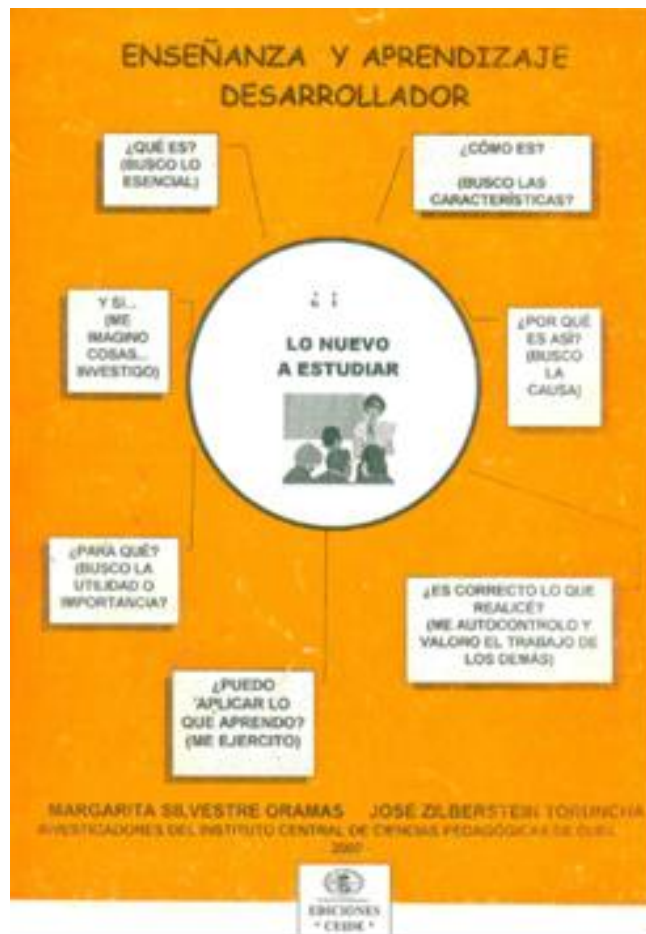 ENSEÑANZA Y APRENDIZAJE
DESARROLLADOR
¿QUÉ ES?
(BUSCO LO
ESENCIAL)
¿CÓMO ES?
(BUSCO LAS
CARACTERÍSTICAS?
Y SI...
(ME
IMAGINO
COSAS...
INVESTIGO)
LO NUEVO
A ESTUDIAR
¿POR QUÉ
ES ASÍ?
(BUSCO
LA
CAUSA)
¿PARA QUÉ?
(BUSCO LA
UTILIDAD O
IMPORTANCIA?
¿ES CORRECTO LO QUE
REALICÉ?
(ME AUTOCONTROLO Y
VALORO EL TRABAJO DE
LOS DEMÁS)
¿PUEDO
APLICAR LO
QUE APRENDO?
(ME EJERCITO)
MARGARITA SILVESTRE ORAMAS JOSÉ ZILBERSTEIN TORUNCHA
INVESTIGADORES DEL INSTITUTO CENTRAL DE CIENCIAS PEDAGÓGICAS DE CUBA
EDICIONES
* CEIDE *